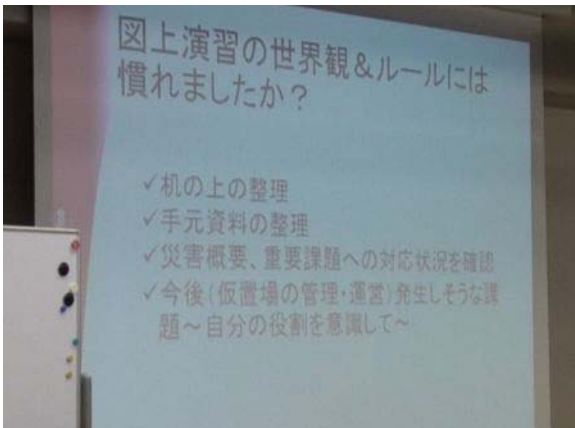 図上演習の世界観＆ルールには
慣れましたか？
✓机の上の整理
✓手元資料の整理
✓災害概要、重要課題への対応状況を確認
✓今後(仮置場の管理・運営)発生しそうな課
題～自分の役割を意識して～